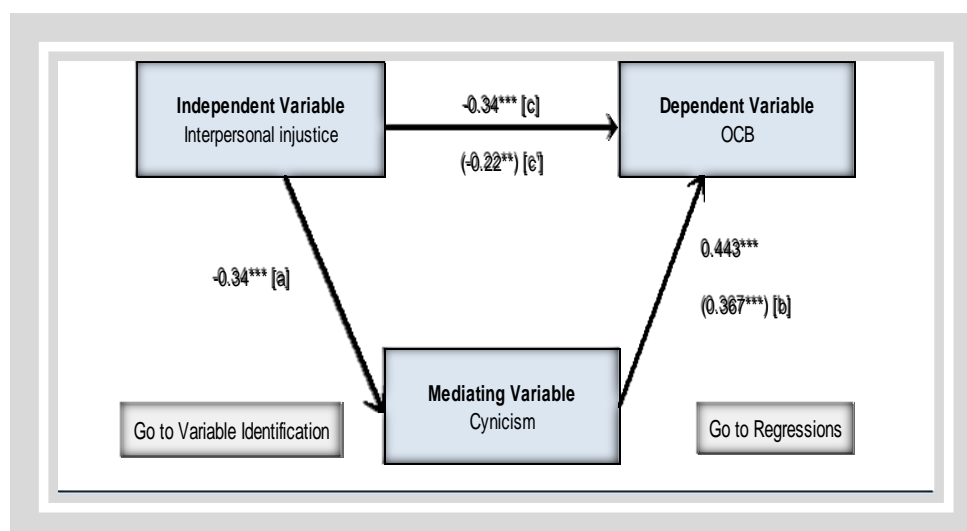 Independent Variable
Interpersonal injustice
-0.34*** [c]
(-0.22**) [c']
Dependent Variable
OCB
-0.34*** [a]
0.443***
(0.367***) [b]
Mediating Variable
Cynicism
Go to Variable Identification
Go to Regressions